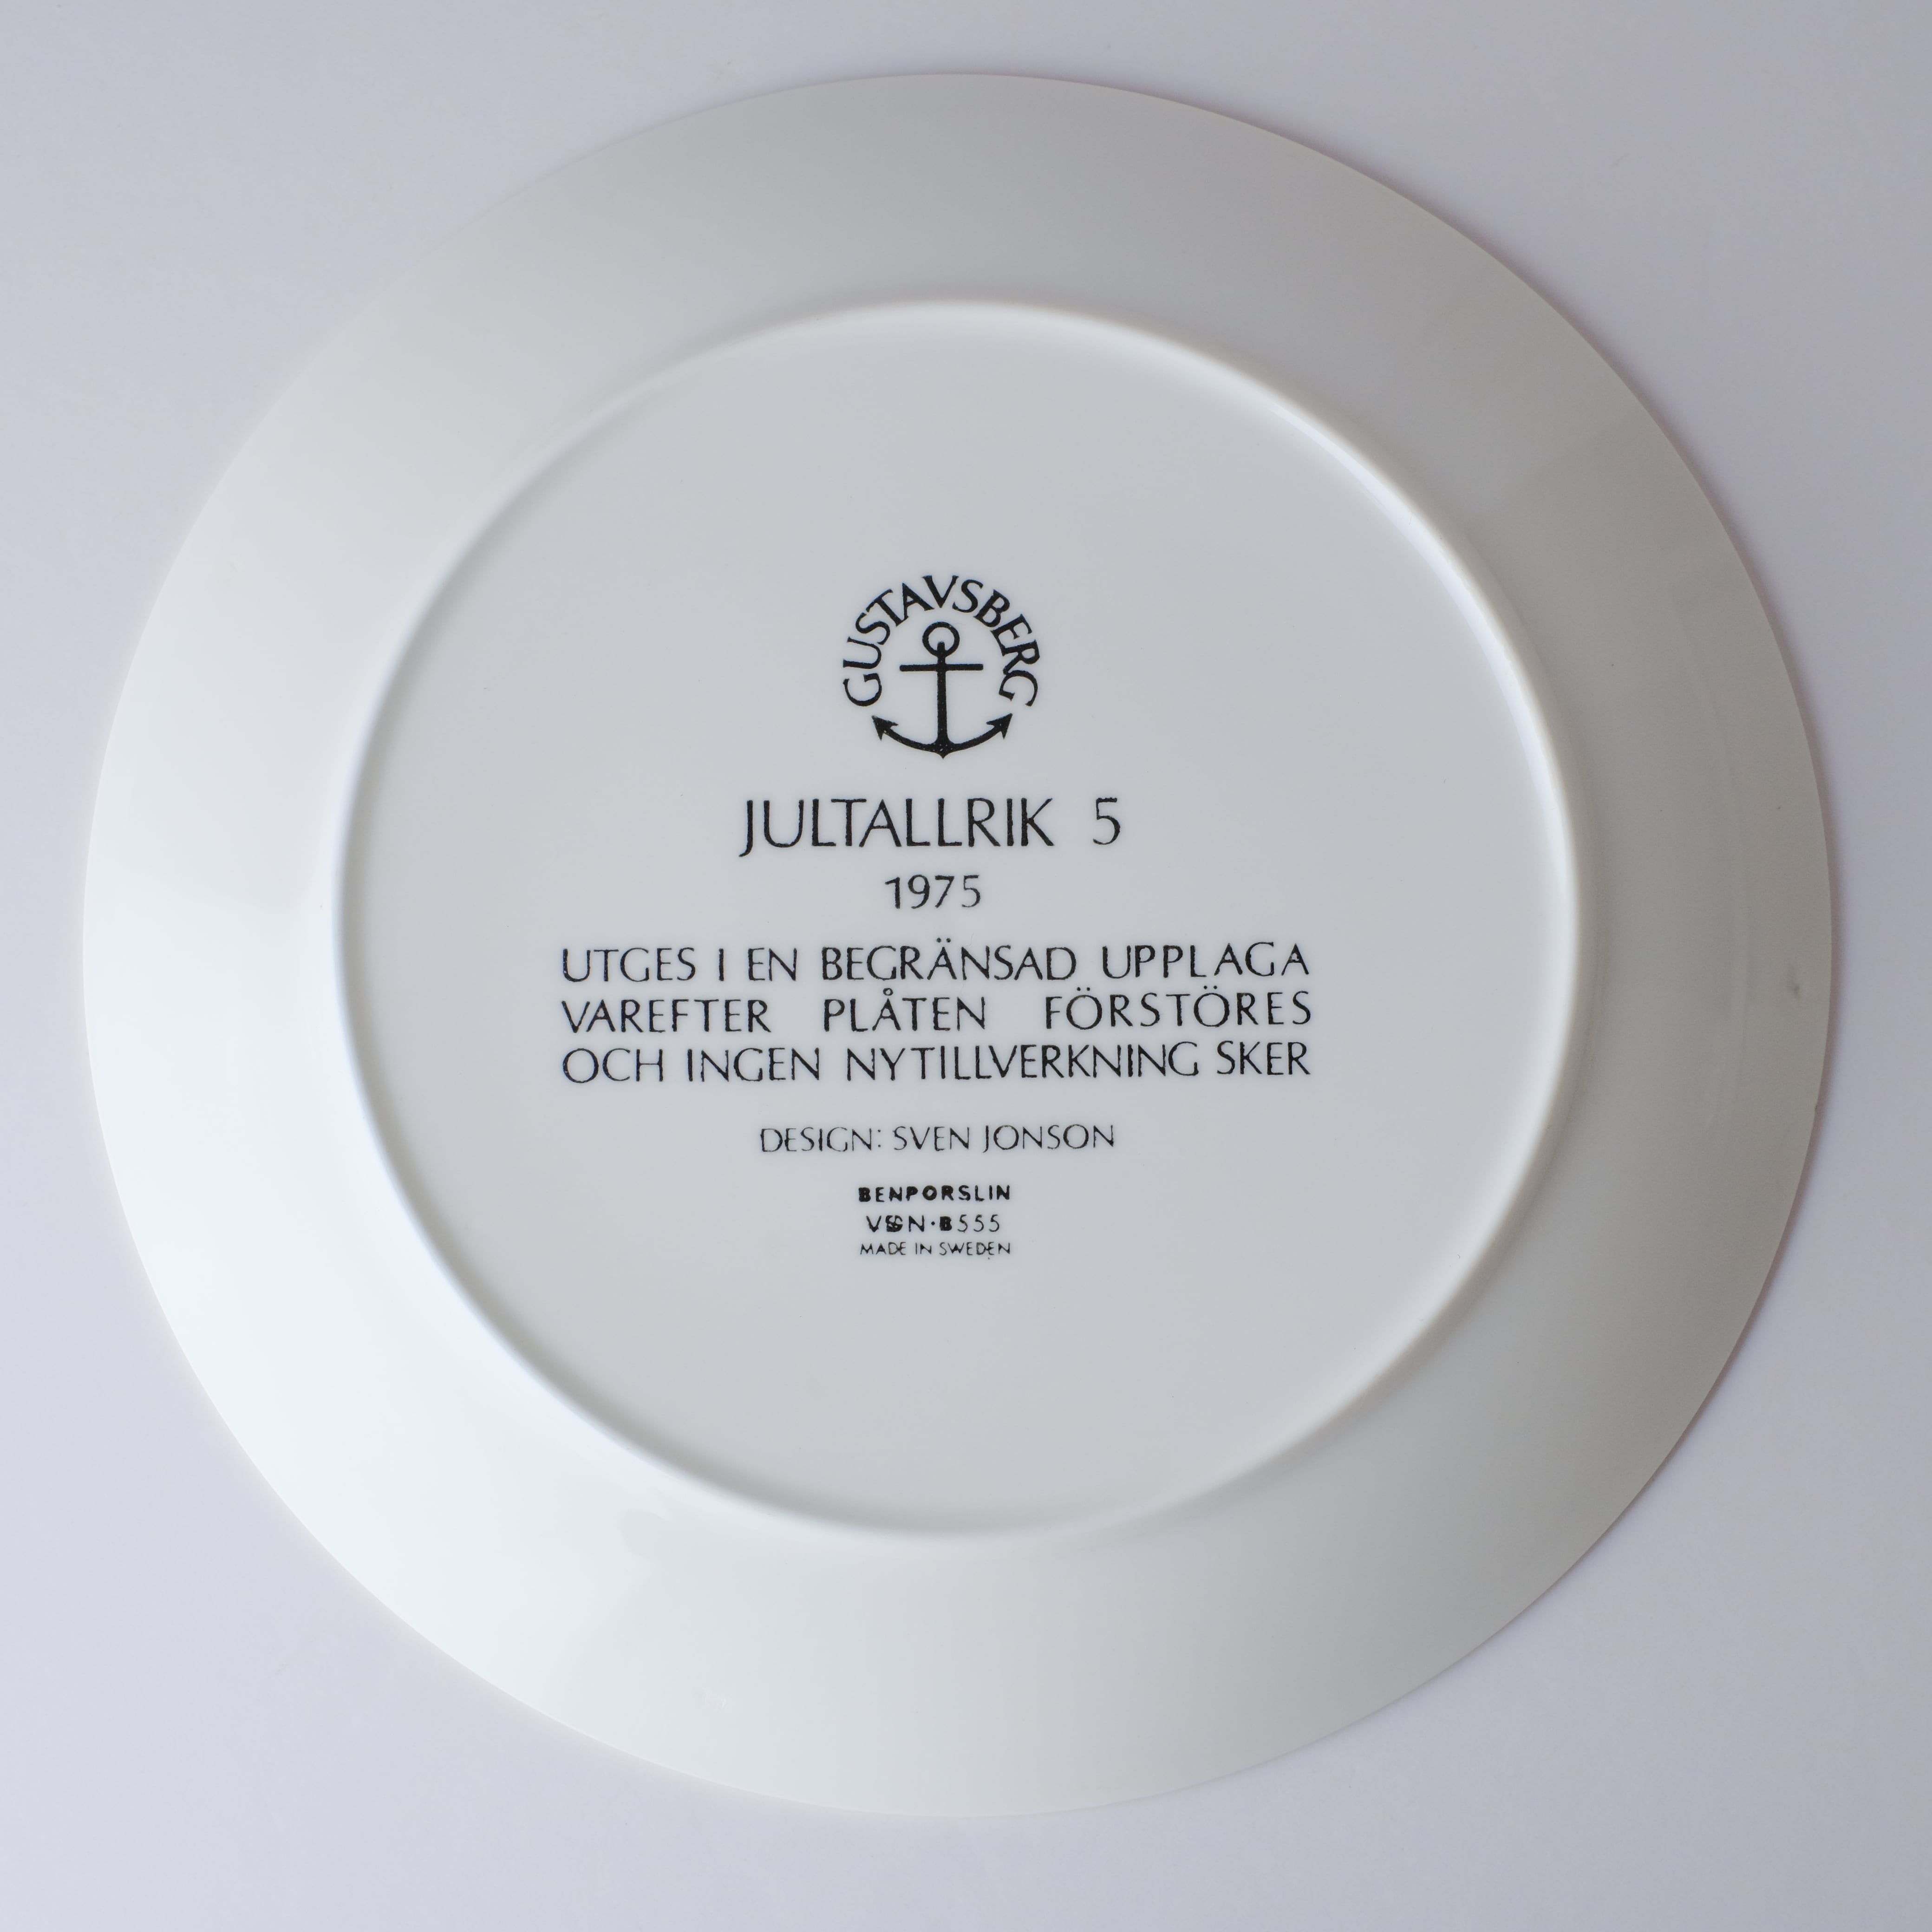 GUSTAVSBERG
JULTALLRIK 5
1975
UTGES I EN BEGRÄNSAD UPPLAGA
VAREFTER PLÅTEN FÖRSTÖRES
OCH INGEN NYTILLVERKNING SKER
DESIGN: SVEN JONSON
BENPORSLIN
MADE IN SWEDEN